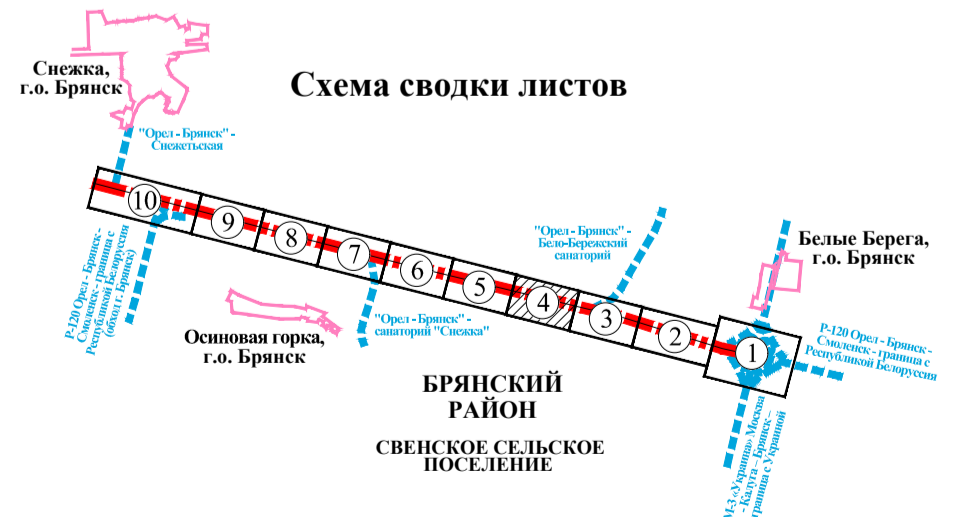 Схема сводки листов
Снежка,
г.о. Брянск
"Орел - Брянск" -
Снежетьская
10
9
8
7
6
5
4
3
2
1
Р-120 Орел - Брянск -
Смоленск - граница с
Республикой Белоруссия
(обход г. Брянск)
Осиновая горка,
г.о. Брянск
"Орел - Брянск" -
санаторий "Снежка"
"Орел - Брянск" -
Бело-Бережский
санаторий
Белые Берега,
г.о. Брянск
Р-120 Орел - Брянск -
Смоленск - граница с
Республикой Белоруссия
М-3 «Украина» Москва
- Калуга – Брянск –
граница с Украиной
БРЯНСКИЙ
РАЙОН
СВЕНСКОЕ СЕЛЬСКОЕ
ПОСЕЛЕНИЕ